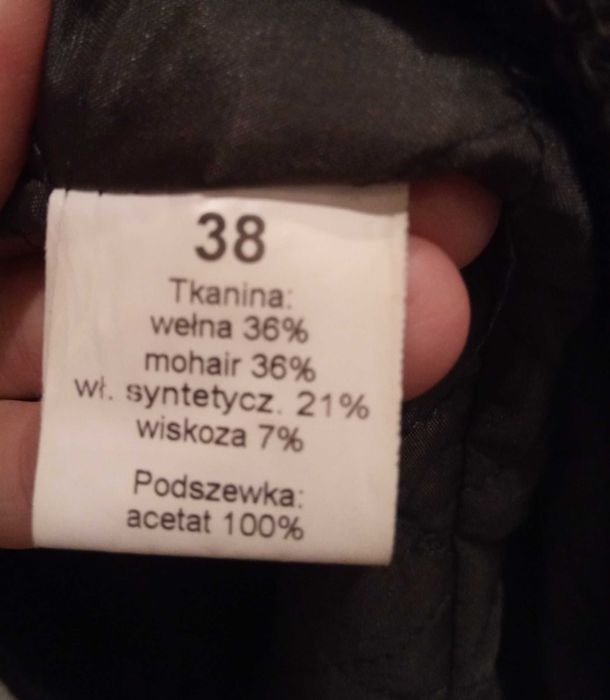 38
Tkanina:
wełna 36%
mohair 36%
wł. syntetycz. 21%
wiskoza 7%
Podszewka:
acetat 100%